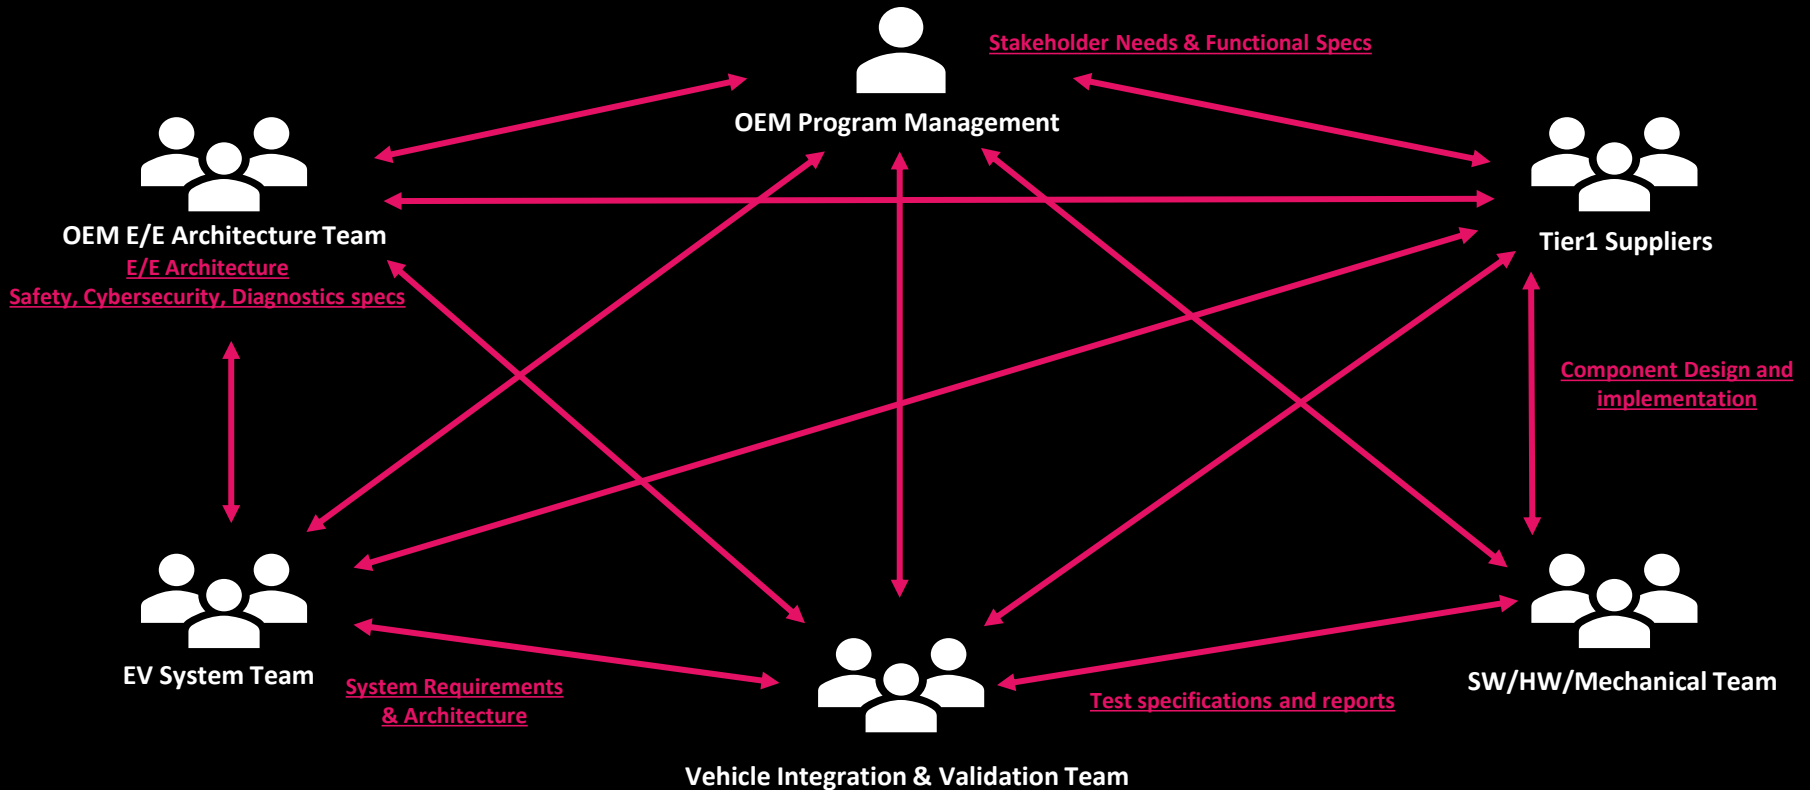 Stakeholder Needs & Functional Specs
OEM Program Management
OEM E/E Architecture Team
E/E Architecture
Safety, Cybersecurity, Diagnostics specs
Tier1 Suppliers
Component Design and
implementation
EV System Team
System Requirements
& Architecture
Test specifications and reports
SW/HW/Mechanical Team
Vehicle Integration & Validation Team